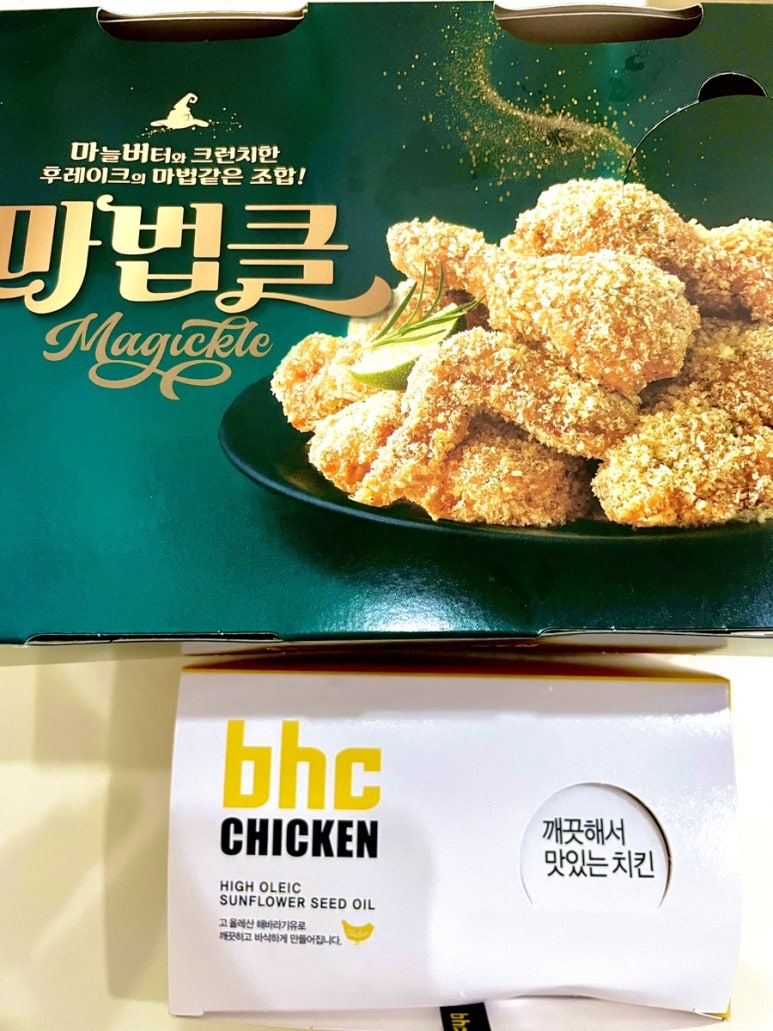 마늘버터와 크런치한
후레이크의 마법같은 조합!
마법클
Magickle
bhc
CHICKEN
HIGH OLEIC
SUNFLOWER SEED OIL
고 올레산 해바라기유로
깨끗하고 바삭하게 만들어집니다.
깨끗해서
맛있는 치킨
bhc